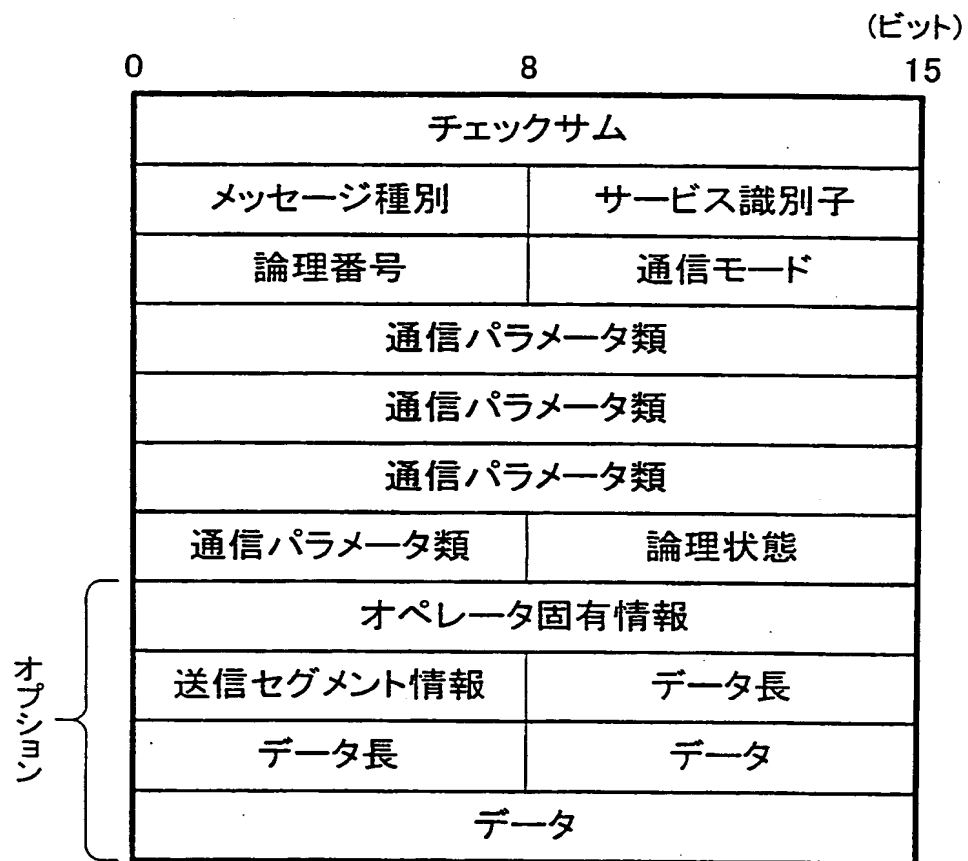 (ビット)
0 8 15
チェックサム
メッセージ種別 サービス識別子
論理番号 通信モード
通信パラメータ類
通信パラメータ類
通信パラメータ類
通信パラメータ類 論理状態
オペレータ固有情報
送信セグメント情報 データ長
データ長 データ
データ
オプション